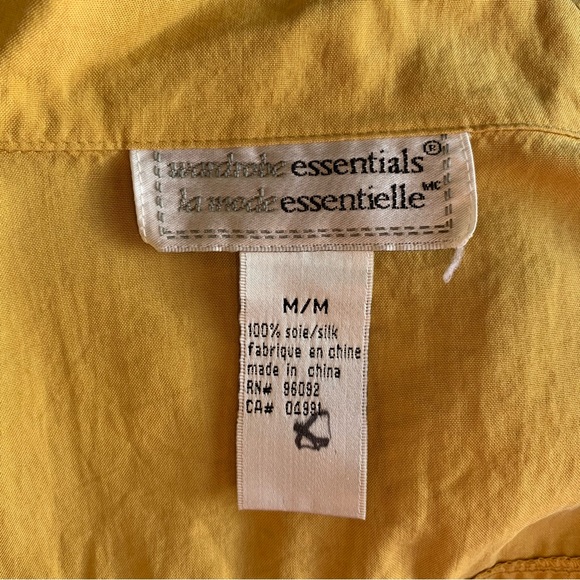 wardrobe essentials®
la mode essentielle MC
M/M
100% soie/silk
fabrique en chine
made in china
RN# 96092
CA# 04991